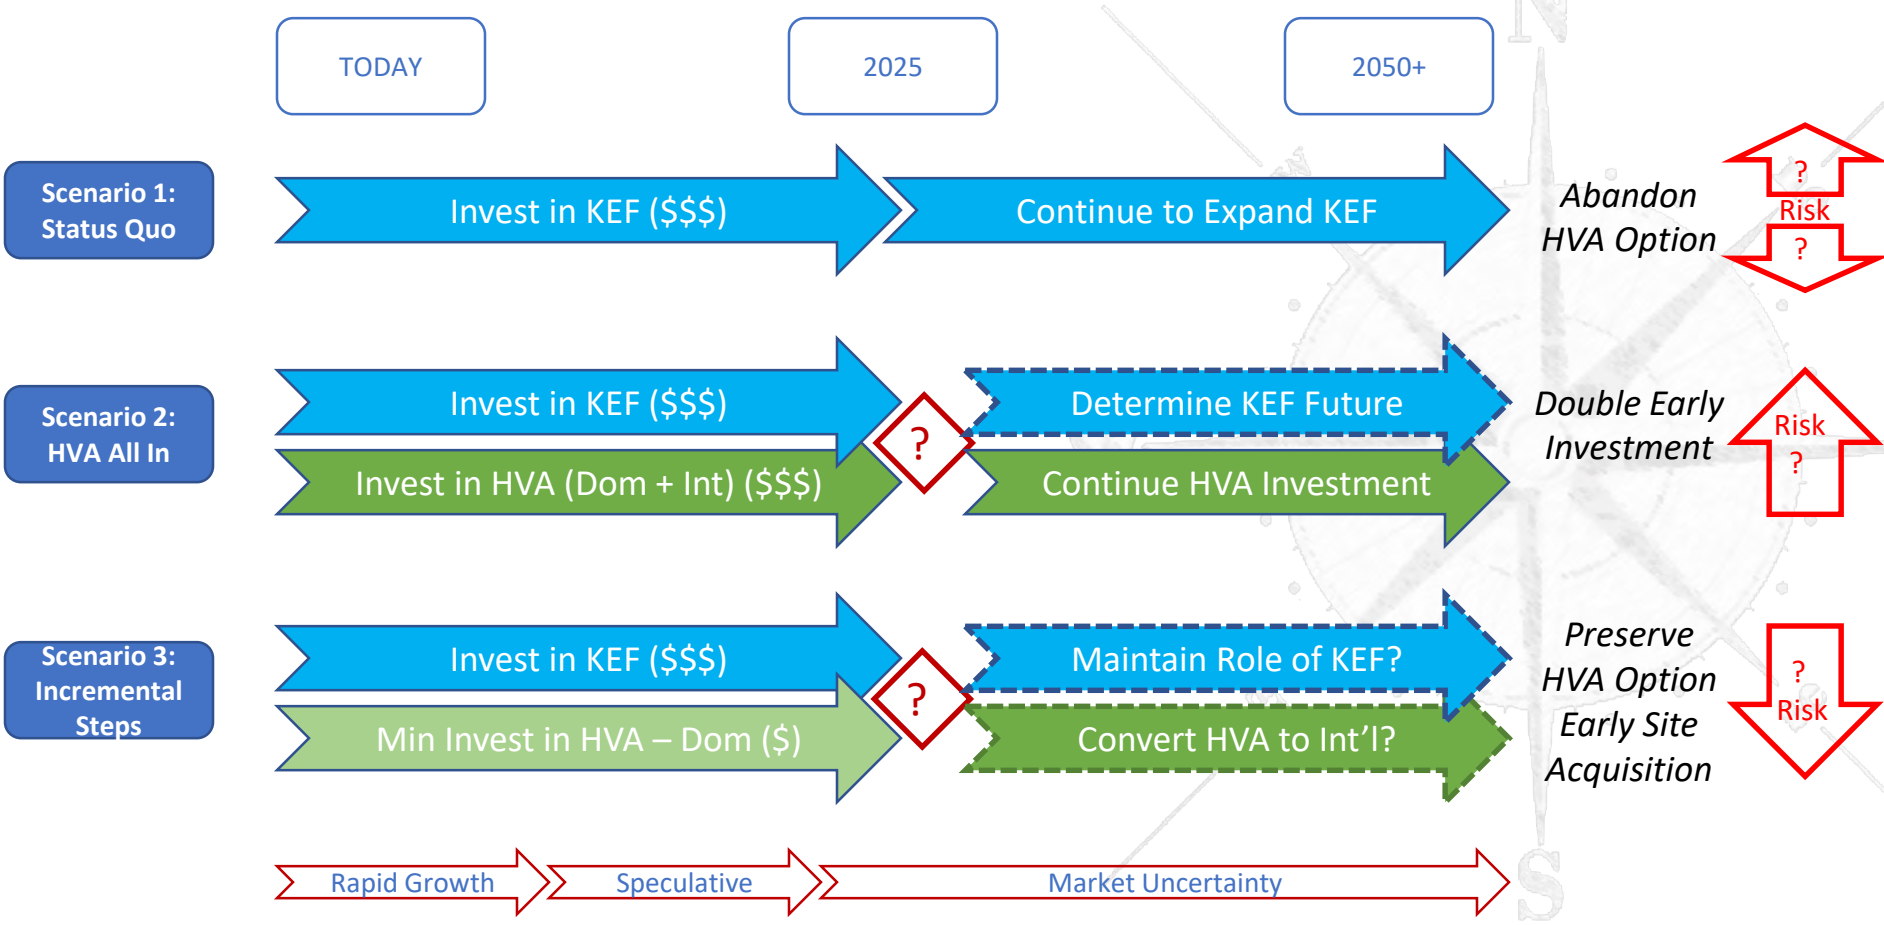 N
TODAY
2025
2050+
Scenario 1:
Status Quo
Invest in KEF ($$$)
Continue to Expand KEF
Abandon
HVA Option
?
Risk
?
Scenario 2:
HVA All In
Invest in KEF ($$$)
Invest in HVA (Dom + Int) ($$$)
?
Determine KEF Future
Continue HVA Investment
Double Early
Investment
Risk
?
Scenario 3:
Incremental
Steps
Invest in KEF ($$$)
Min Invest in HVA – Dom ($)
?
Maintain Role of KEF?
Convert HVA to Int'l?
Preserve
HVA Option
Early Site
Acquisition
?
Risk
Rapid Growth
Speculative
Market Uncertainty
S